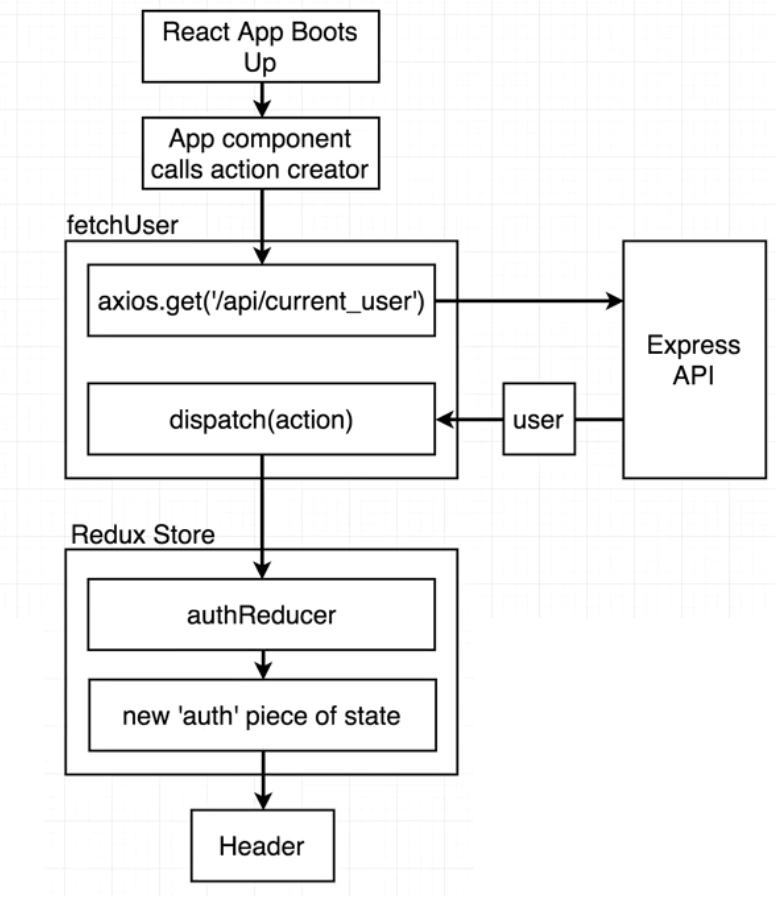 React App Boots
Up
App component
calls action creator
fetchUser
axios.get('/api/current_user')
Express
API
dispatch(action)
user
Redux Store
authReducer
new 'auth' piece of state
Header